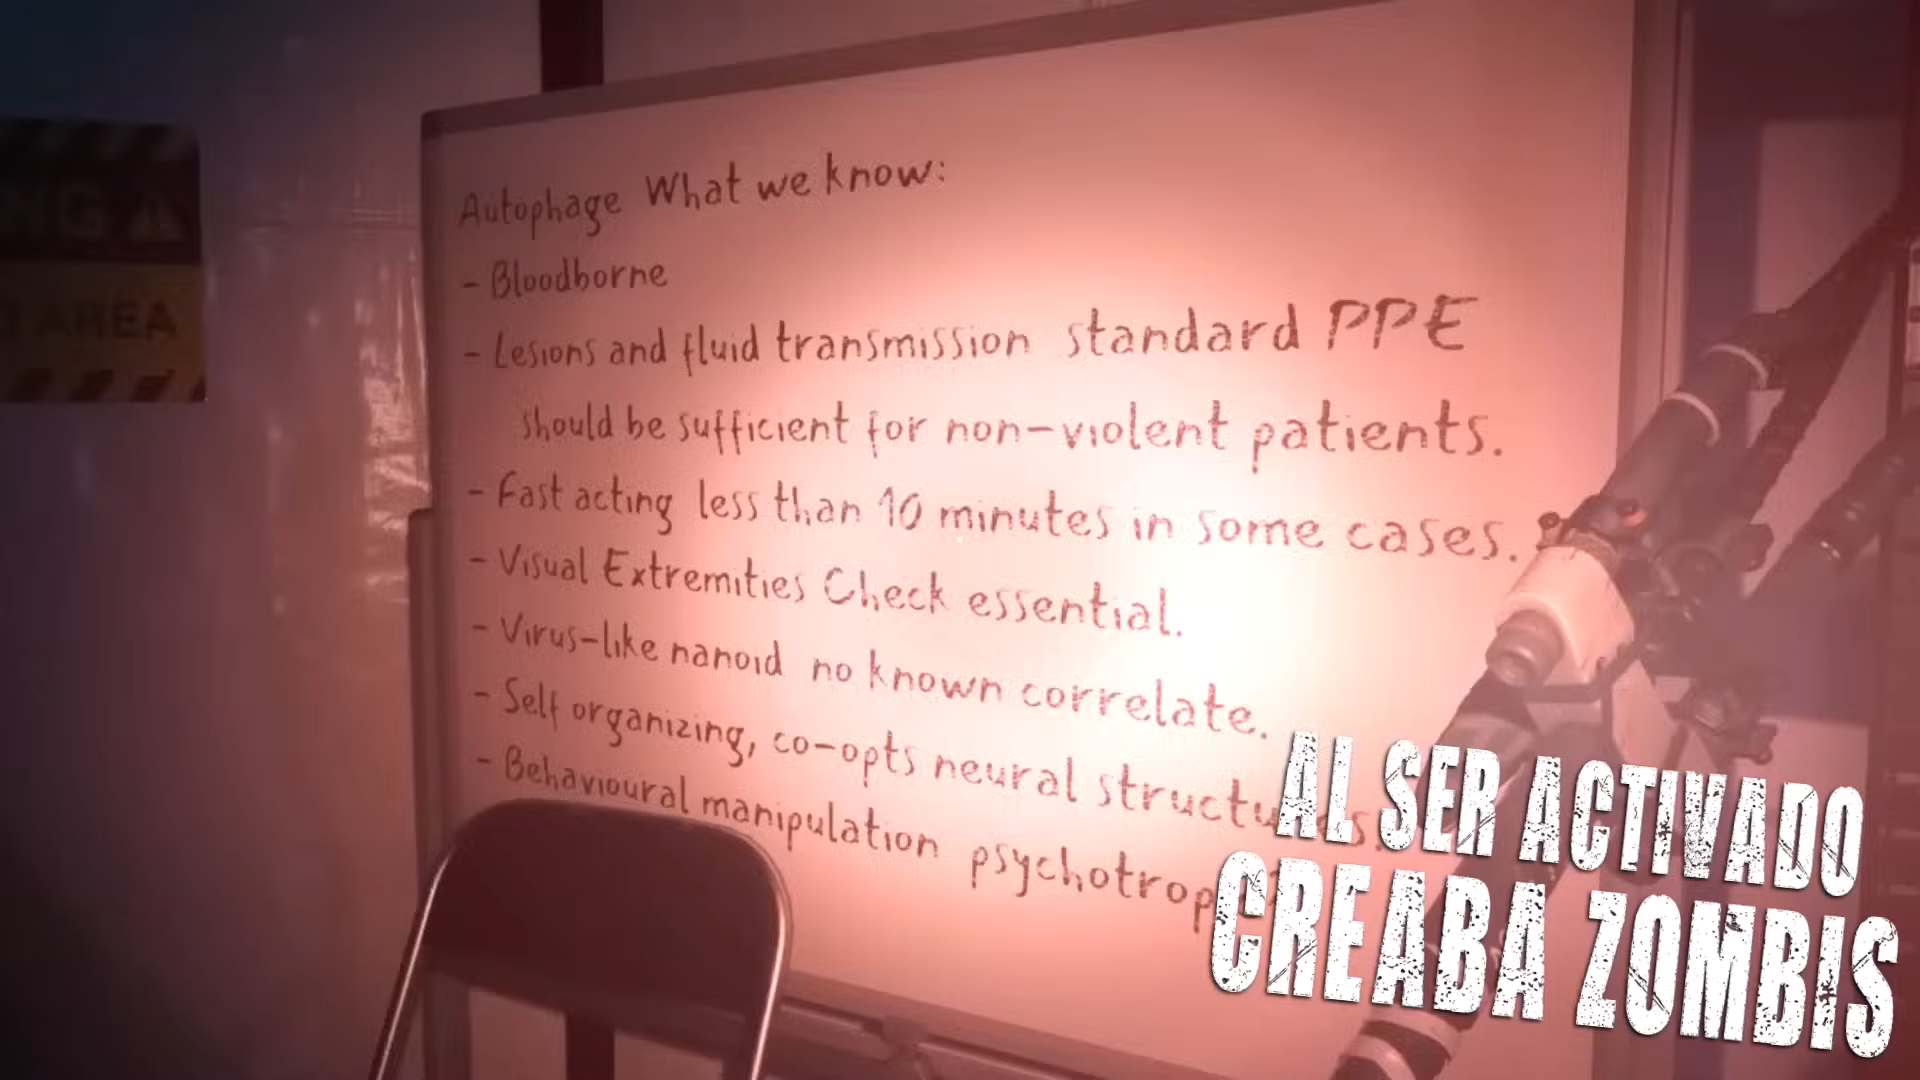 Autophage What we know:
- Bloodborne
- Lesions and fluid transmission standard PPE
should be sufficient for non-violent patients.
- Fast acting less than 10 minutes in some cases.
- Visual Extremities Check essential.
- Virus-like nanoid no known correlate.
- Self organizing, co-opts neural structures.
- Behavioural manipulation
AREA
AL SER ACTIVADO
CREABA ZOMBIS